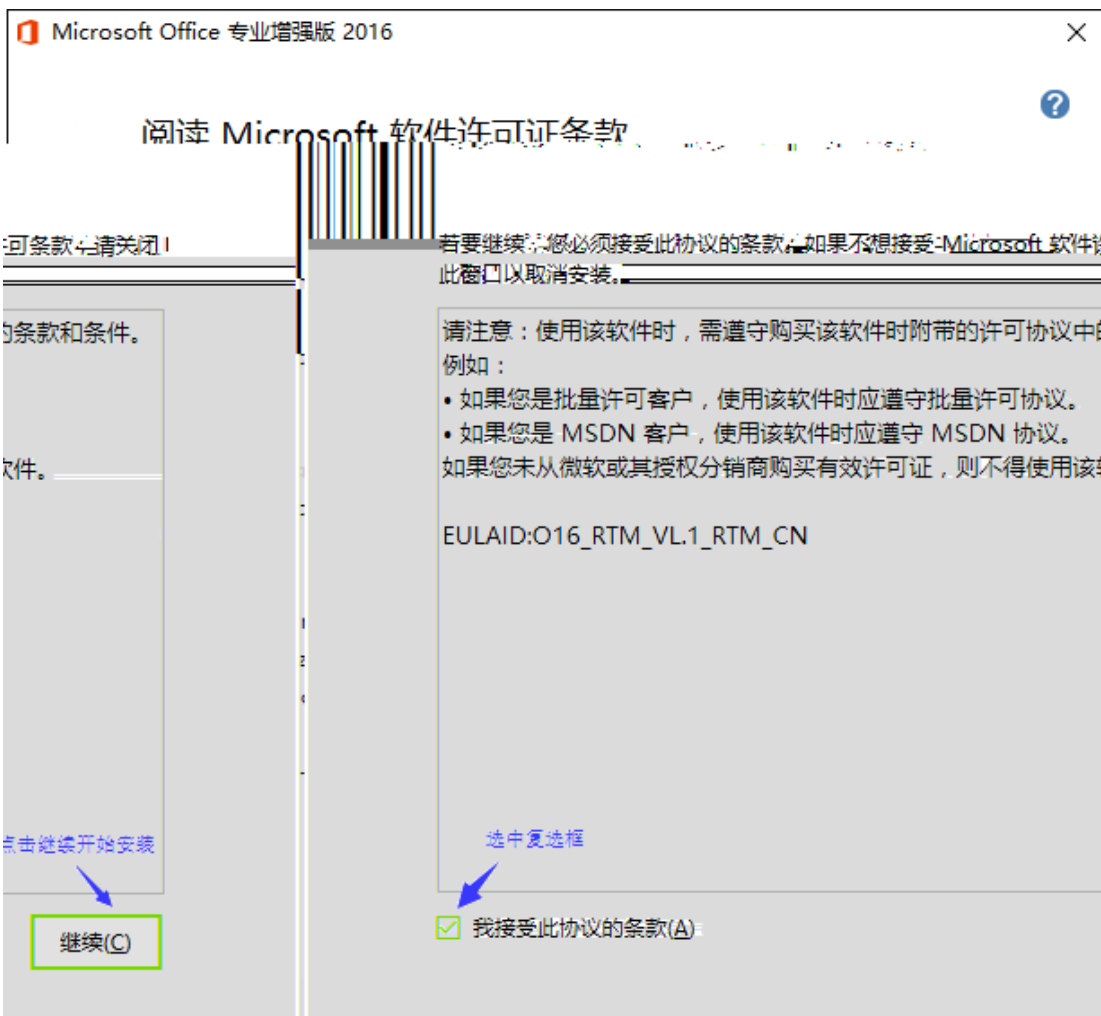 Microsoft Office 专业增强版 2016
阅读 Microsoft 软件许可证条款
可条款 请关闭
若要继续 您必须接受此协议的条款 如果不想接受 Microsoft 软件
此窗口以取消安装。
的条款和条件。
请注意：使用该软件时，需遵守购买该软件时附带的许可协议中的
例如：
• 如果您是批量许可客户，使用该软件时应遵守批量许可协议。
• 如果您是 MSDN 客户，使用该软件时应遵守 MSDN 协议。
软件。
如果您未从微软或其授权分销商购买有效许可证，则不得使用该
EULAID:O16_RTM_VL.1_RTM_CN
点击继续开始安装
选中复选框
继续(C)
我接受此协议的条款(A)